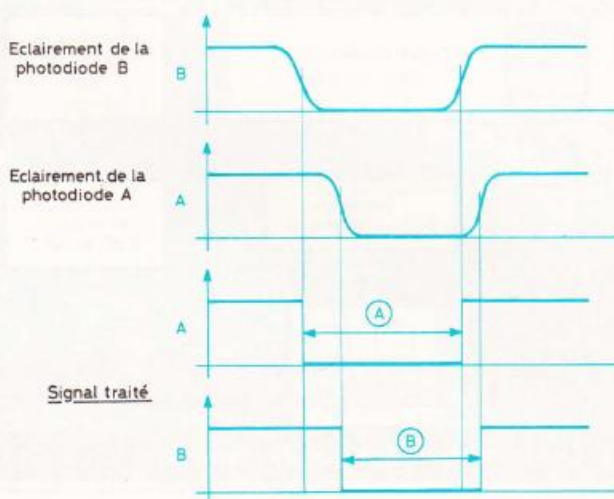 Eclairement de la
photodiode B
B
Eclairement de la
photodiode A
A
A
A
Signal traité
B
B